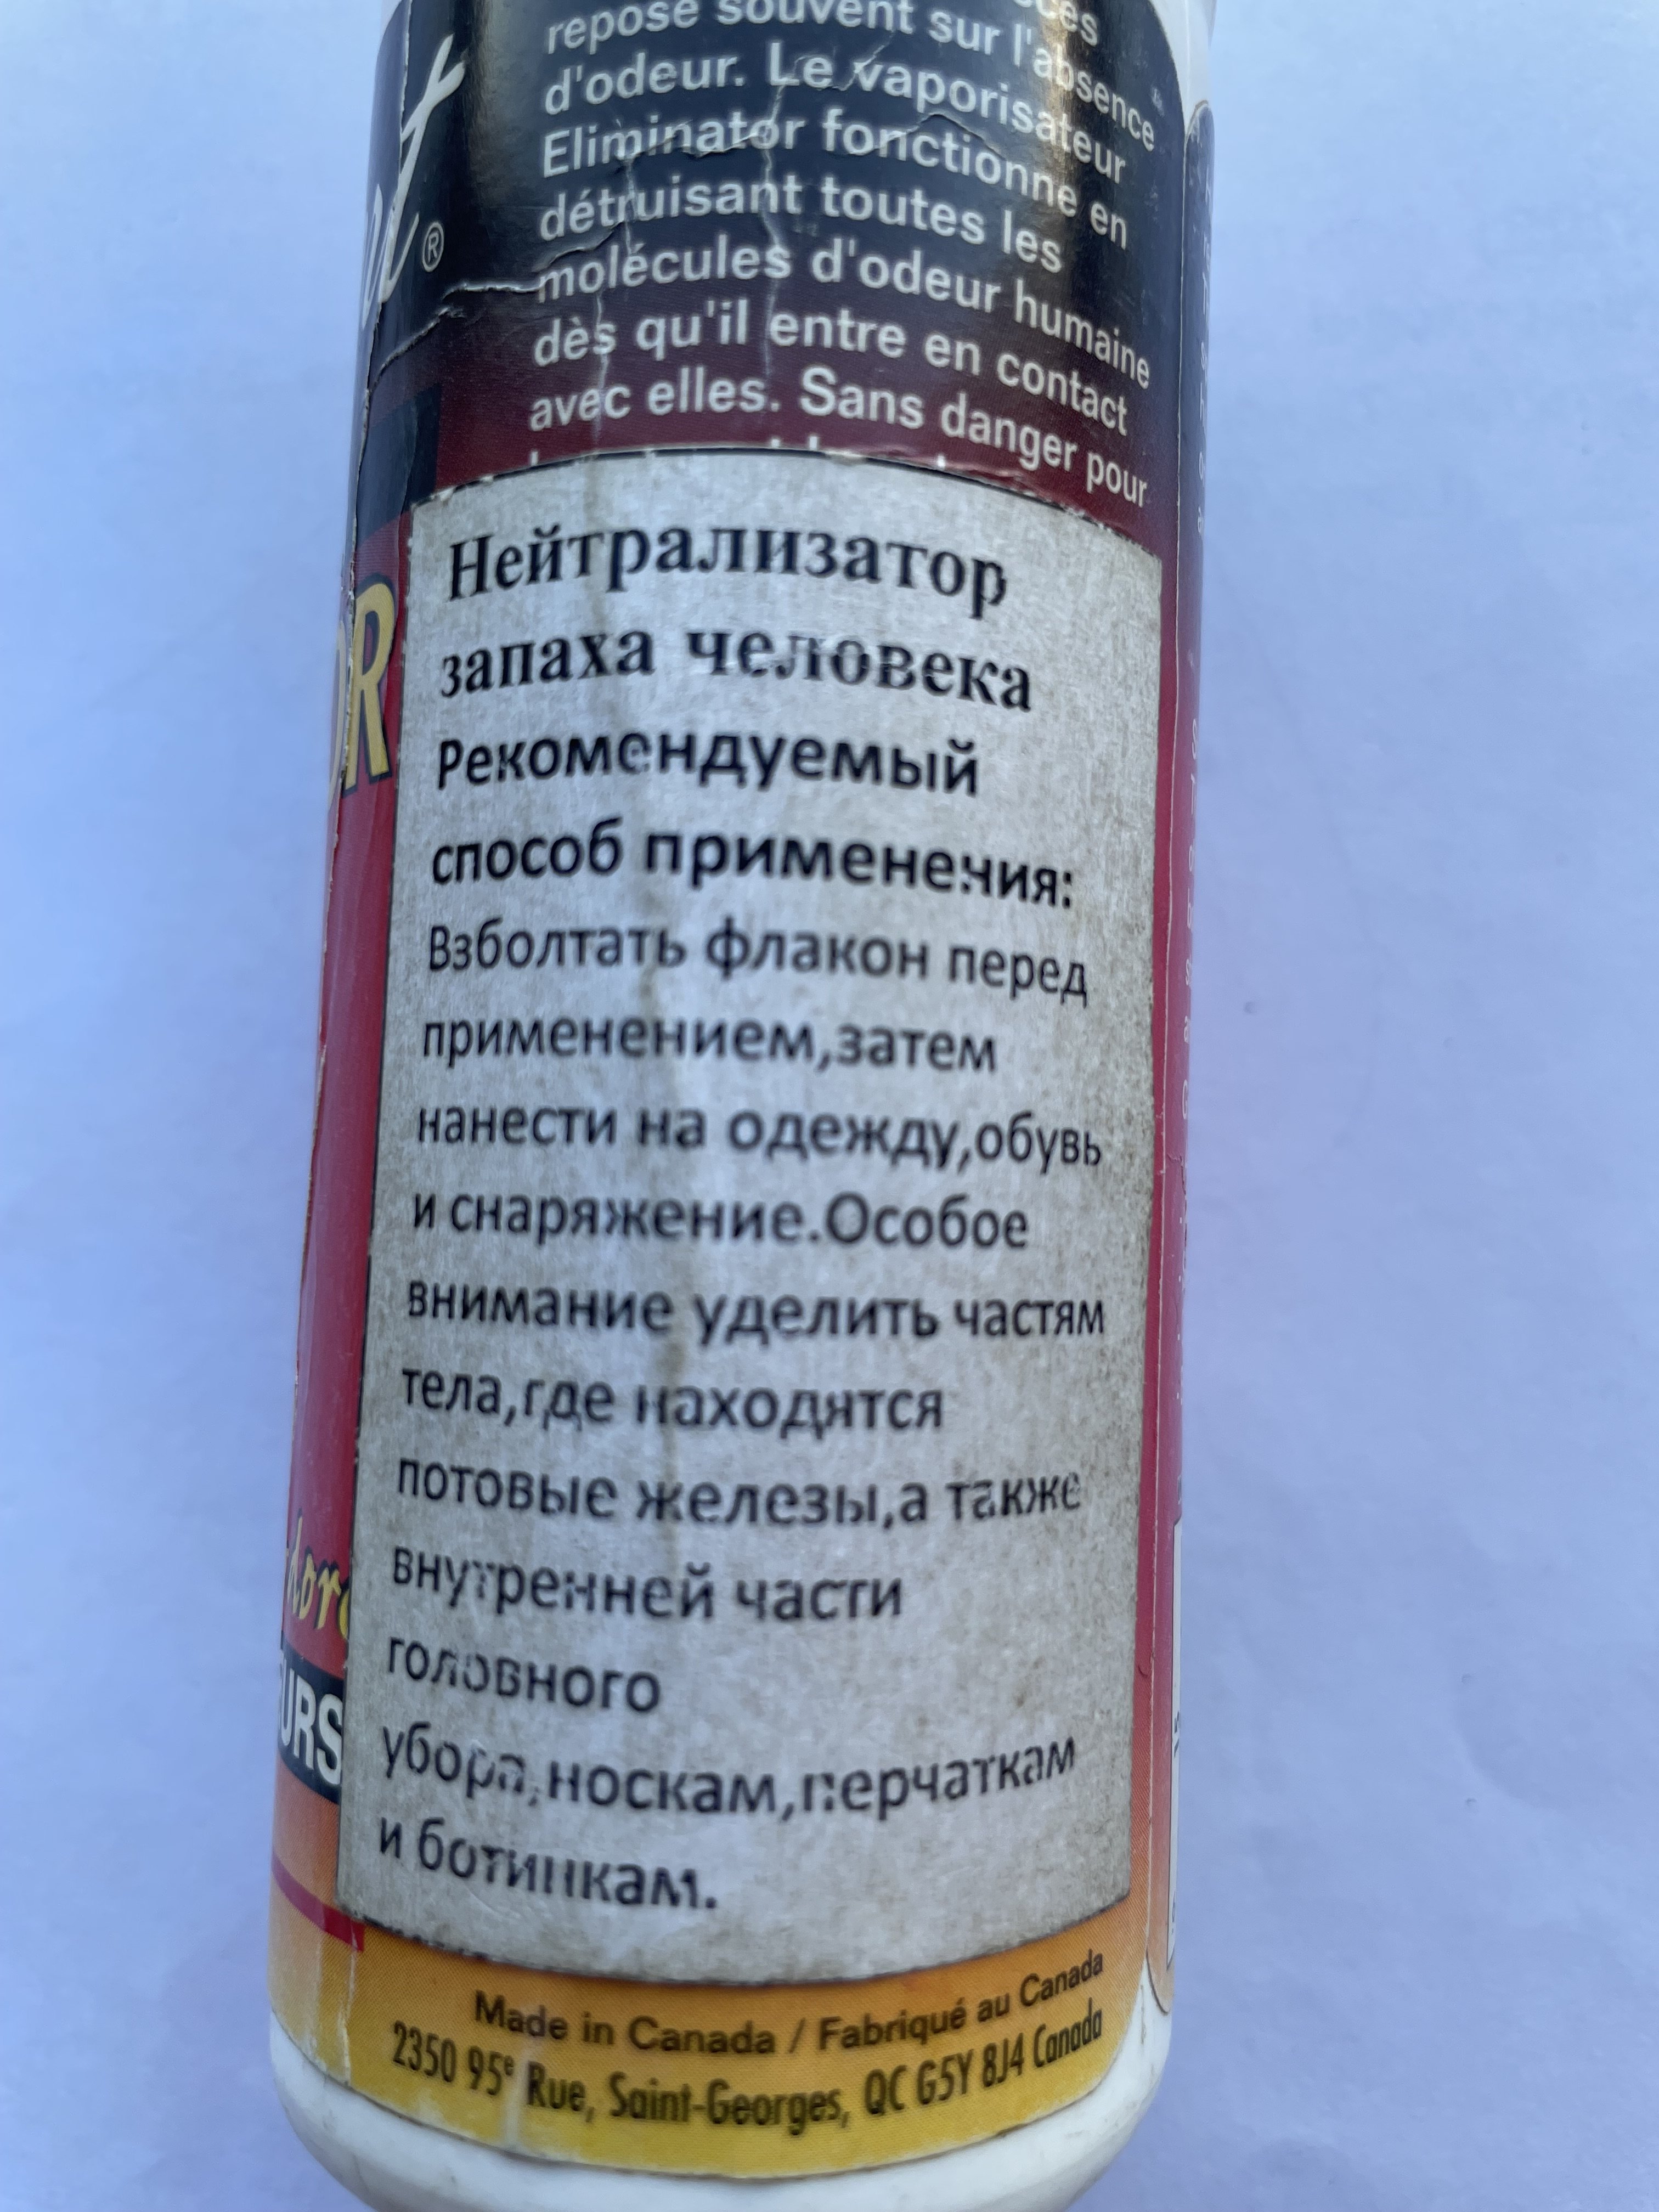 repose souvent sur l'absence
d'odeur. Le vaporisateur
Eliminator fonctionne en
détruisant toutes les
molécules d'odeur humaine
dès qu'il entre en contact
avec elles. Sans danger pour
®
Нейтрализатор
запаха человека
Рекомендуемый
способ применения:
Взболтать флакон перед
применением,затем
нанести на одежду,обувь
и снаряжение.Особое
внимание уделить частям
тела,где находятся
потовые железы,а также
внутренней части
головного
убора,носкам,перчаткам
и ботинкам.
Made in Canada / Fabriqué au Canada
2350 95e Rue, Saint-Georges, QC G5Y 8J4 Canada